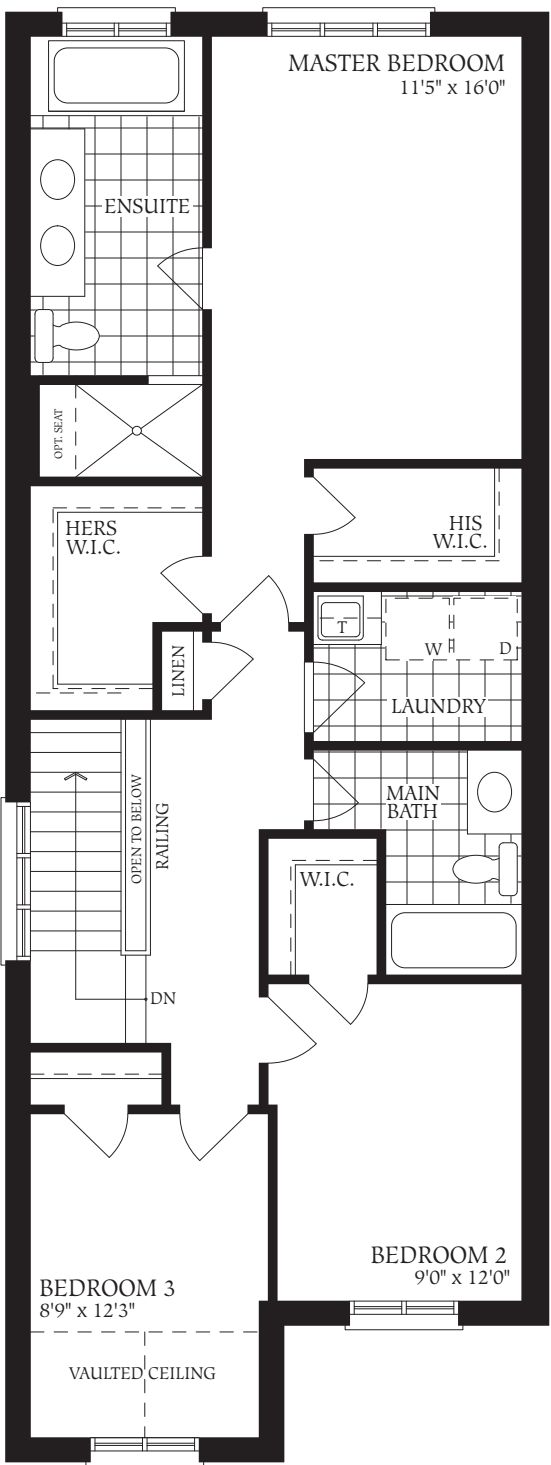 MASTER BEDROOM
11'5" x 16'0"
ENSUITE
OPT. SEAT
HERS
W.I.C.
HIS
W.I.C.
T
W
D
LINEN
LAUNDRY
MAIN
BATH
OPEN TO BELOW
RAILING
W.I.C.
DN
BEDROOM 2
9'0" x 12'0"
BEDROOM 3
8'9" x 12'3"
VAULTED CEILING